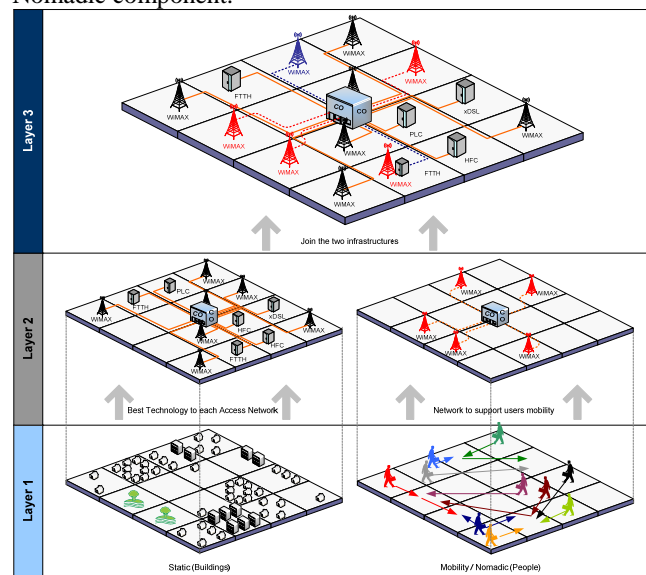 Nomadic component.
Layer 3
WiMAX
WiMAX
WiMAX
WiMAX
FTTH
WiMAX
xDSL
CO
CO
WiMAX
PLC
WiMAX
WiMAX
WiMAX
HFC
WiMAX
FTTH
WiMAX
Join the two infrastructures
Layer 2
WiMAX
PLC
WiMAX
FTTH
WiMAX
xDSL
CO
C
O
WiMAX
WiMAX
HFC
WiMAX
HFC
FTTH
Best Technology to each Access Network
WiMAX
WiMAX
CO
C
O
WiMAX
WiMAX
WiMAX
Network to support users mobility
Layer 1
Static (Buildings)
Mobility / Nomadic (People)